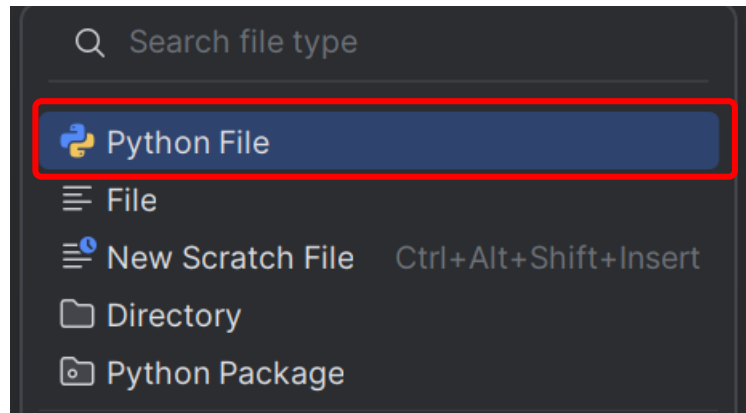 Search file type
Python File
File
New Scratch File Ctrl+Alt+Shift+Insert
Directory
Python Package